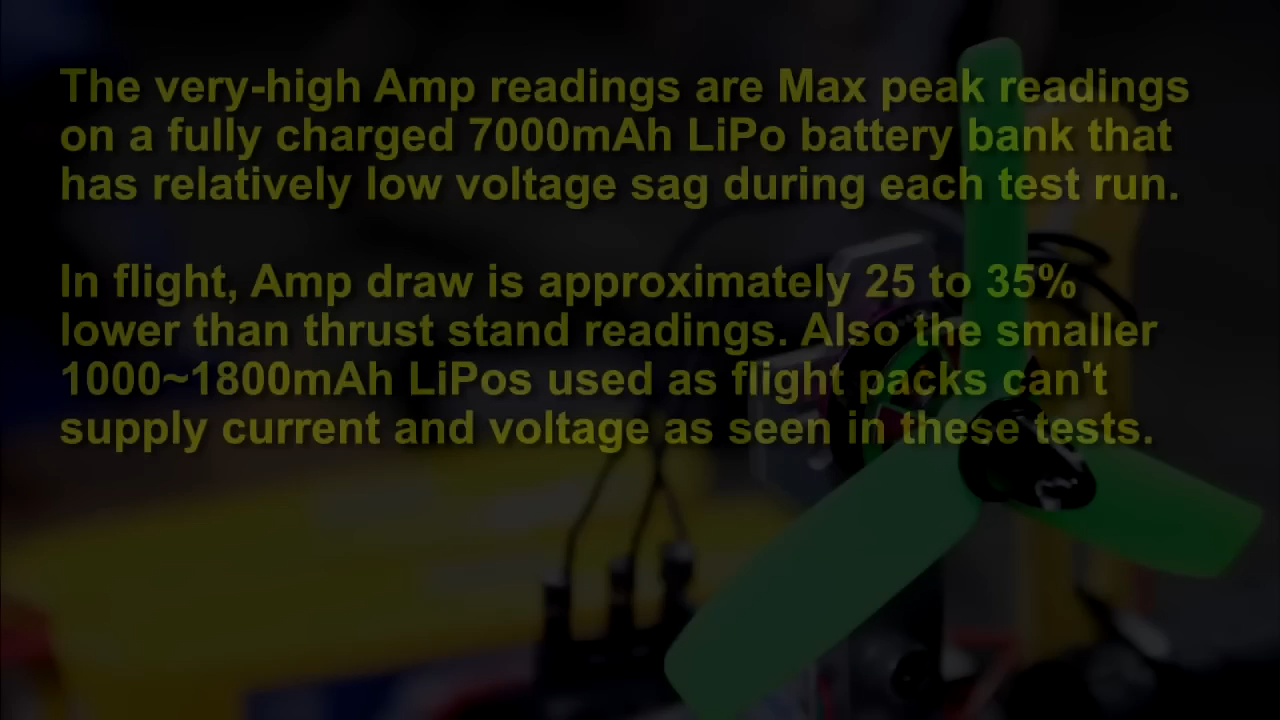 The very-high Amp readings are Max peak readings
on a fully charged 7000mAh LiPo battery bank that
has relatively low voltage sag during each test run.
In flight, Amp draw is approximately 25 to 35%
lower than thrust stand readings. Also the smaller
1000~1800mAh LiPos used as flight packs can't
supply current and voltage as seen in these tests.